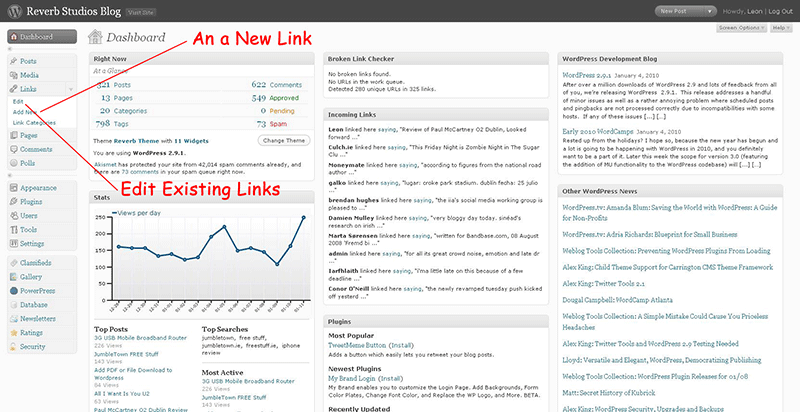 Reverb Studios Blog
Visit Site
New Post
Howdy, Leon | Log Out
Screen Options
Help
Dashboard
Posts
Media
Links
Edit
Add New
Link Categories
Pages
Comments
Polls
Appearance
Plugins
Users
Tools
Settings
Classifieds
Gallery
PowerPress
Database
Newsletters
Ratings
Security
An a New Link
Edit Existing Links
Dashboard
Right Now
At a Glance
321 Posts 622 Comments
13 Pages 549 Approved
20 Categories 0 Pending
798 Tags 73 Spam
Theme Reverb Theme with 11 Widgets
Change Theme
You are using WordPress 2.9.1.
Akismet has protected your site from 42,014 spam comments already, and
there are 73 comments in your spam queue right now.
Stats
Views per day
250
200
150
100
50
0
Top Posts
3G USB Mobile Broadband Router
226 Views
JumbleTown FREE Stuff
143 Views
Add PDF or File Download to
WordPress
84 Views
All I Want Is You U2
60 Views
Paul McCartney O2 Dublin Review
Top Searches
jumbletown, free stuff,
jumbletown.ie, freestuff.ie, iphone
review
Most Active
3G USB Mobile Broadband Router
5,198 Views
JumbleTown FREE Stuff
Broken Link Checker
No broken links found.
No URLs in the work queue.
Detected 280 unique URLs in 325 links.
Incoming Links
Leon linked here saying, "Review of Paul McCartney O2 Dublin, Looked
forward ..."
Culch.ie linked here saying, "This Friday Night is Zombie Night in The Sugar
Clu ..."
Moneymate linked here saying, "according to figures from the national road
author ..."
galko linked here saying, "lugar: croke park stadium. dublin fecha: 25 julio
..."
brendan hughes linked here saying, "the iia's social media working group is
pleased to ..."
Damien Mulley linked here saying, "very bloggy day today. sinéad's
research on irish ..."
Marta Sørensen linked here saying, "written for Bandbase.com, 08 August
2008 'Fremd bi ..."
admin linked here saying, "for all its great crowd noise, emotion and late dr
..."
Iarfhlaith linked here saying, "i'm a little late on this because of a few
deadline ..."
Conor O'Neill linked here saying, "the newly revamped tuesday push kicked
off yesterd ..."
Plugins
Most Popular
TweetMeme Button (Install)
Adds a button which easily lets you retweet your blog posts.
Newest Plugins
My Brand Login (Install)
My Brand enables you to customize the Login Page. Add Backgrounds, Form
Color Plates, Change Font Color, and Replace the WP Logo, and More. BETA.
Recently Updated
WordPress Development Blog
WordPress 2.9.1 January 4, 2010
After over a million downloads of WordPress 2.9 and lots of feedback from all
of you, we're releasing WordPress 2.9.1. This release addresses a handful
of minor issues as well as a rather annoying problem where scheduled posts
and pingbacks are not processed correctly due to incompatibilities with some
hosts. If any of these issues [...] [...]
Early 2010 WordCamps January 4, 2010
Rested up from the holidays? I hope so, because the new year has begun and
a lot is going to be happening with WordPress in 2010, and you definitely
want to be part of it. Later this week the scope for version 3.0 (featuring
the addition of MU functionality to the WordPress codebase) will [...] [...]
Other WordPress News
WordPress.tv: Amanda Blum: Saving the World with WordPress: A Guide
for Non-Profits
WordPress.tv: Adria Richards: Blueprint for Small Business
Weblog Tools Collection: Preventing WordPress Plugins From Loading
Alex King: Child Theme Support for Carrington CMS Theme Framework
Alex King: Twitter Tools 2.1
Dougal Campbell: WordCamp Atlanta
Weblog Tools Collection: A Simple Mistake Could Cause You Priceless
Headaches
Alex King: Twitter Tools and WordPress 2.9 Testing Needed
Lloyd: Versatile and Elegant, WordPress, Democratizing Publishing
Weblog Tools Collection: WordPress Plugin Releases for 01/08
Matt: Secret History of Kubrick
Alex King: WordPress Security, Upgrades and Backups